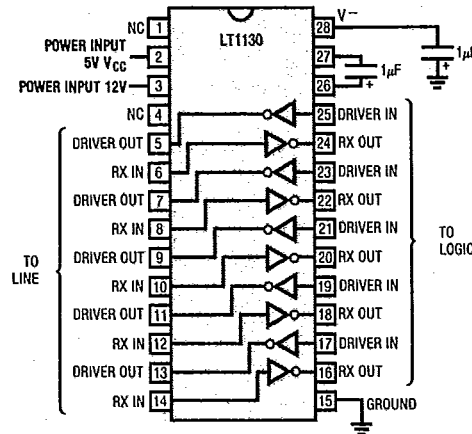 LT1130
NC 1
POWER INPUT
5V VCC 2
POWER INPUT 12V 3
NC 4
DRIVER OUT 5
RX IN 6
DRIVER OUT 7
RX IN 8
DRIVER OUT 9
RX IN 10
DRIVER OUT 11
RX IN 12
DRIVER OUT 13
RX IN 14
TO
LINE
28 V−
27
26
1µF
+
1µF
+
25 DRIVER IN
24 RX OUT
23 DRIVER IN
22 RX OUT
21 DRIVER IN
20 RX OUT
19 DRIVER IN
18 RX OUT
17 DRIVER IN
16 RX OUT
15 GROUND
TO
LOGIC